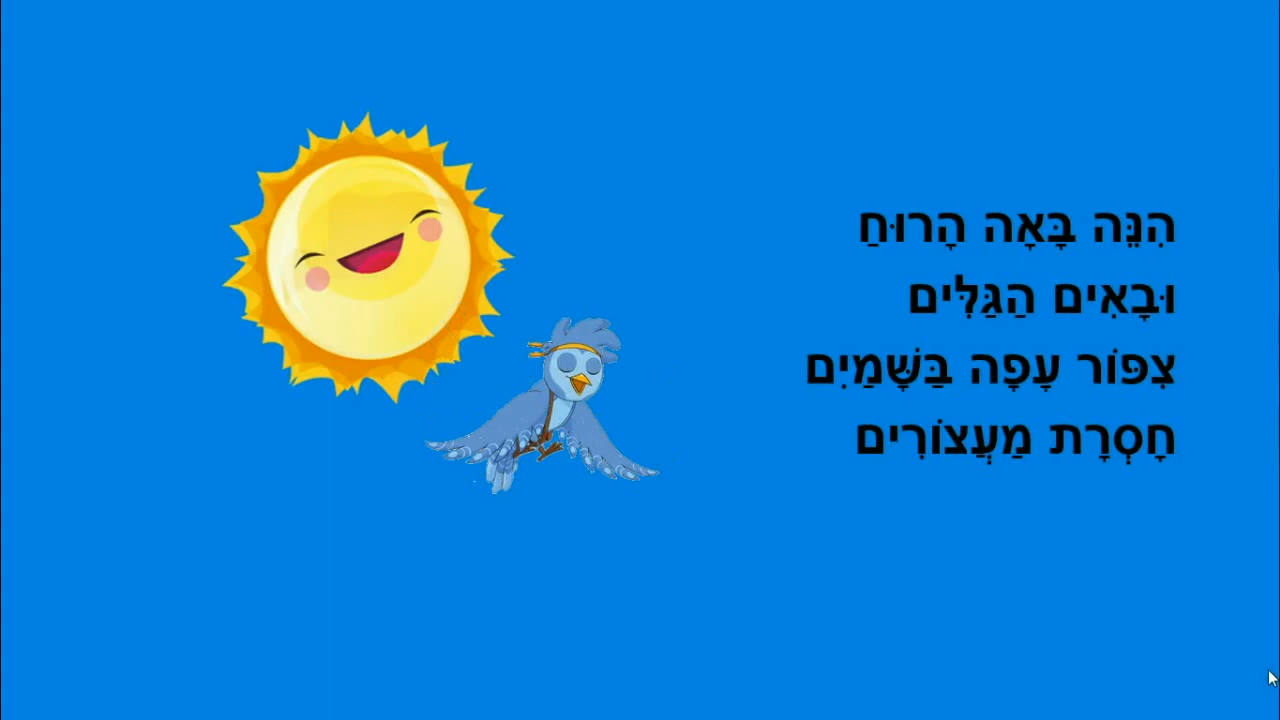 הִנֵּה בָּאָה הָרוּחַ
וּבָאִים הַגַּלִּים
צִפּוֹר עָפָה בַּשָּׁמַיִם
חָסְרָת מַעֲצוֹרִים